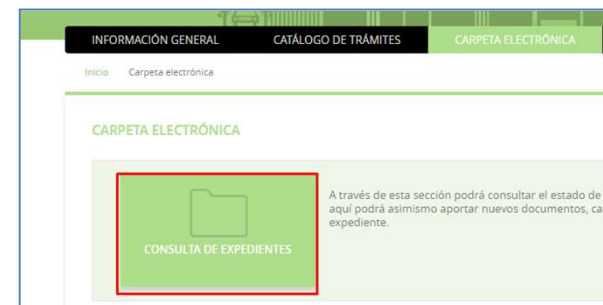 INFORMACIÓN GENERAL CATÁLOGO DE TRÁMITES CARPETA ELECTRÓNICA
Inicio Carpeta electrónica
CARPETA ELECTRÓNICA
A través de esta sección podrá consultar el estado de
aquí podrá asimismo aportar nuevos documentos, ca
expediente.
CONSULTA DE EXPEDIENTES